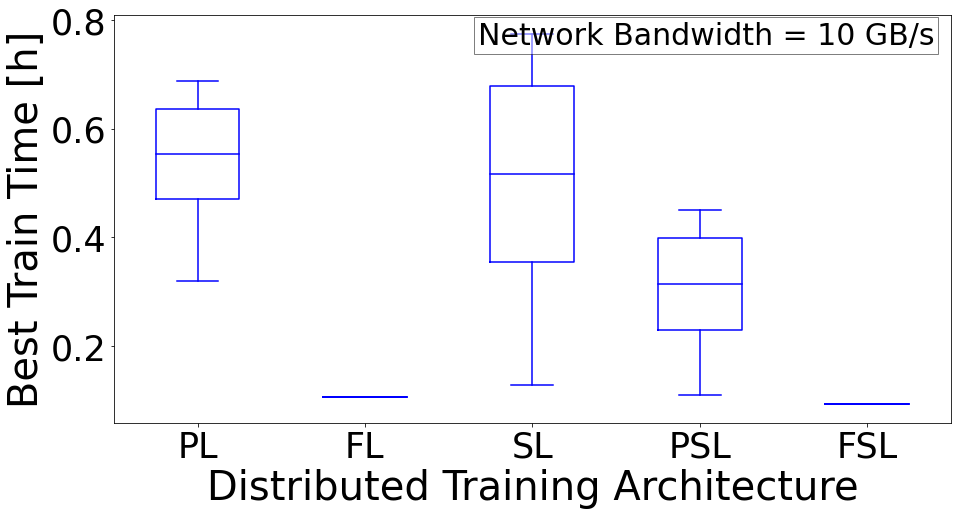 Network Bandwidth = 10 GB/s
Best Train Time [h]
0.8
0.6
0.4
0.2
PL FL SL PSL FSL
Distributed Training Architecture